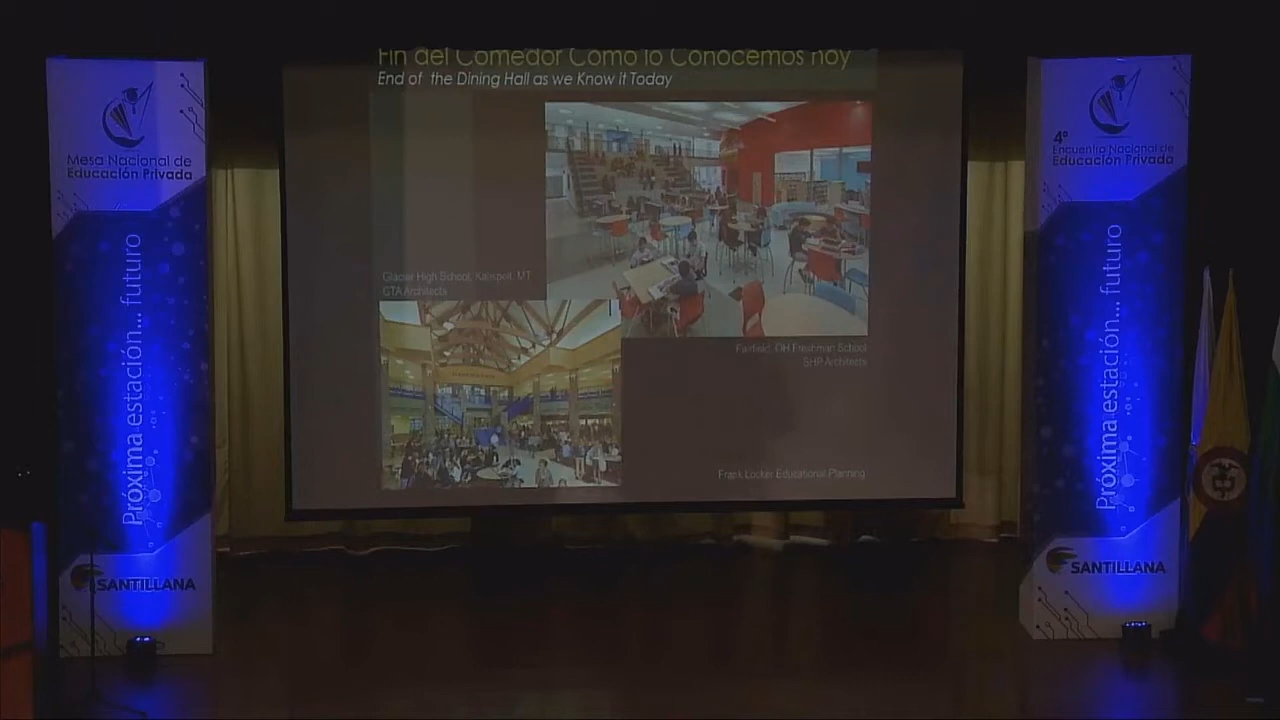 Fin del Comedor Como lo Conocemos hoy
End of the Dining Hall as we Know it Today
Mesa Nacional de
Educación Privada
4º
Encuentro Nacional de
Educación Privada
Próxima estación... futuro
Próxima estación... futuro
Glacier High School, Kalispell, MT
CTA Architects
Fairfield, OH Freshman School
SHP Architects
Frank Locker Educational Planning
SANTILLANA
SANTILLANA